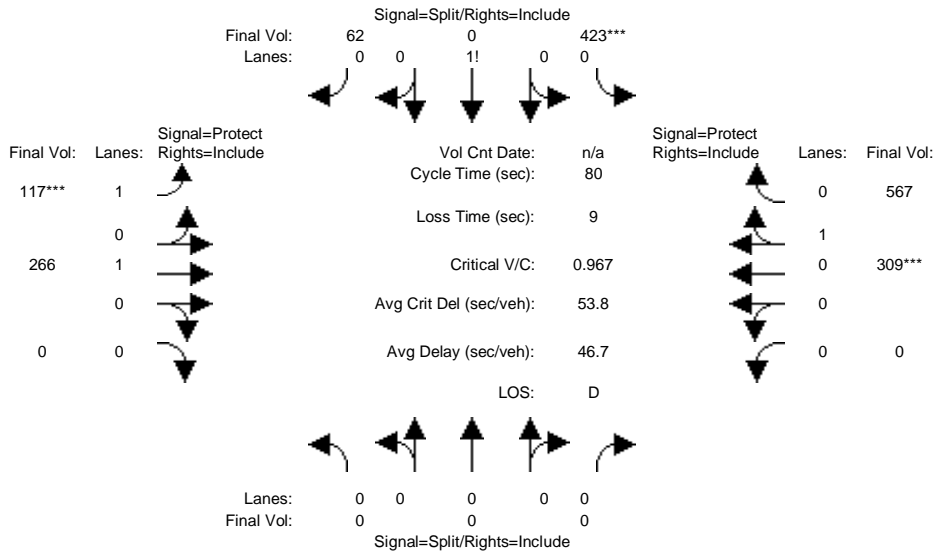 Signal=Split/Rights=Include
Final Vol: 62 0 423***
Lanes: 0 0 1! 0 0
Signal=Protect Signal=Protect
Final Vol: Lanes: Rights=Include Vol Cnt Date: n/a Rights=Include Lanes: Final Vol:
Cycle Time (sec): 80
117*** 1 0 567
Loss Time (sec): 9
0 1
266 1 Critical V/C: 0.967 0 309***
0 Avg Crit Del (sec/veh): 53.8 0
0 0 Avg Delay (sec/veh): 46.7 0 0
LOS: D
Lanes: 0 0 0 0 0
Final Vol: 0 0 0
Signal=Split/Rights=Include